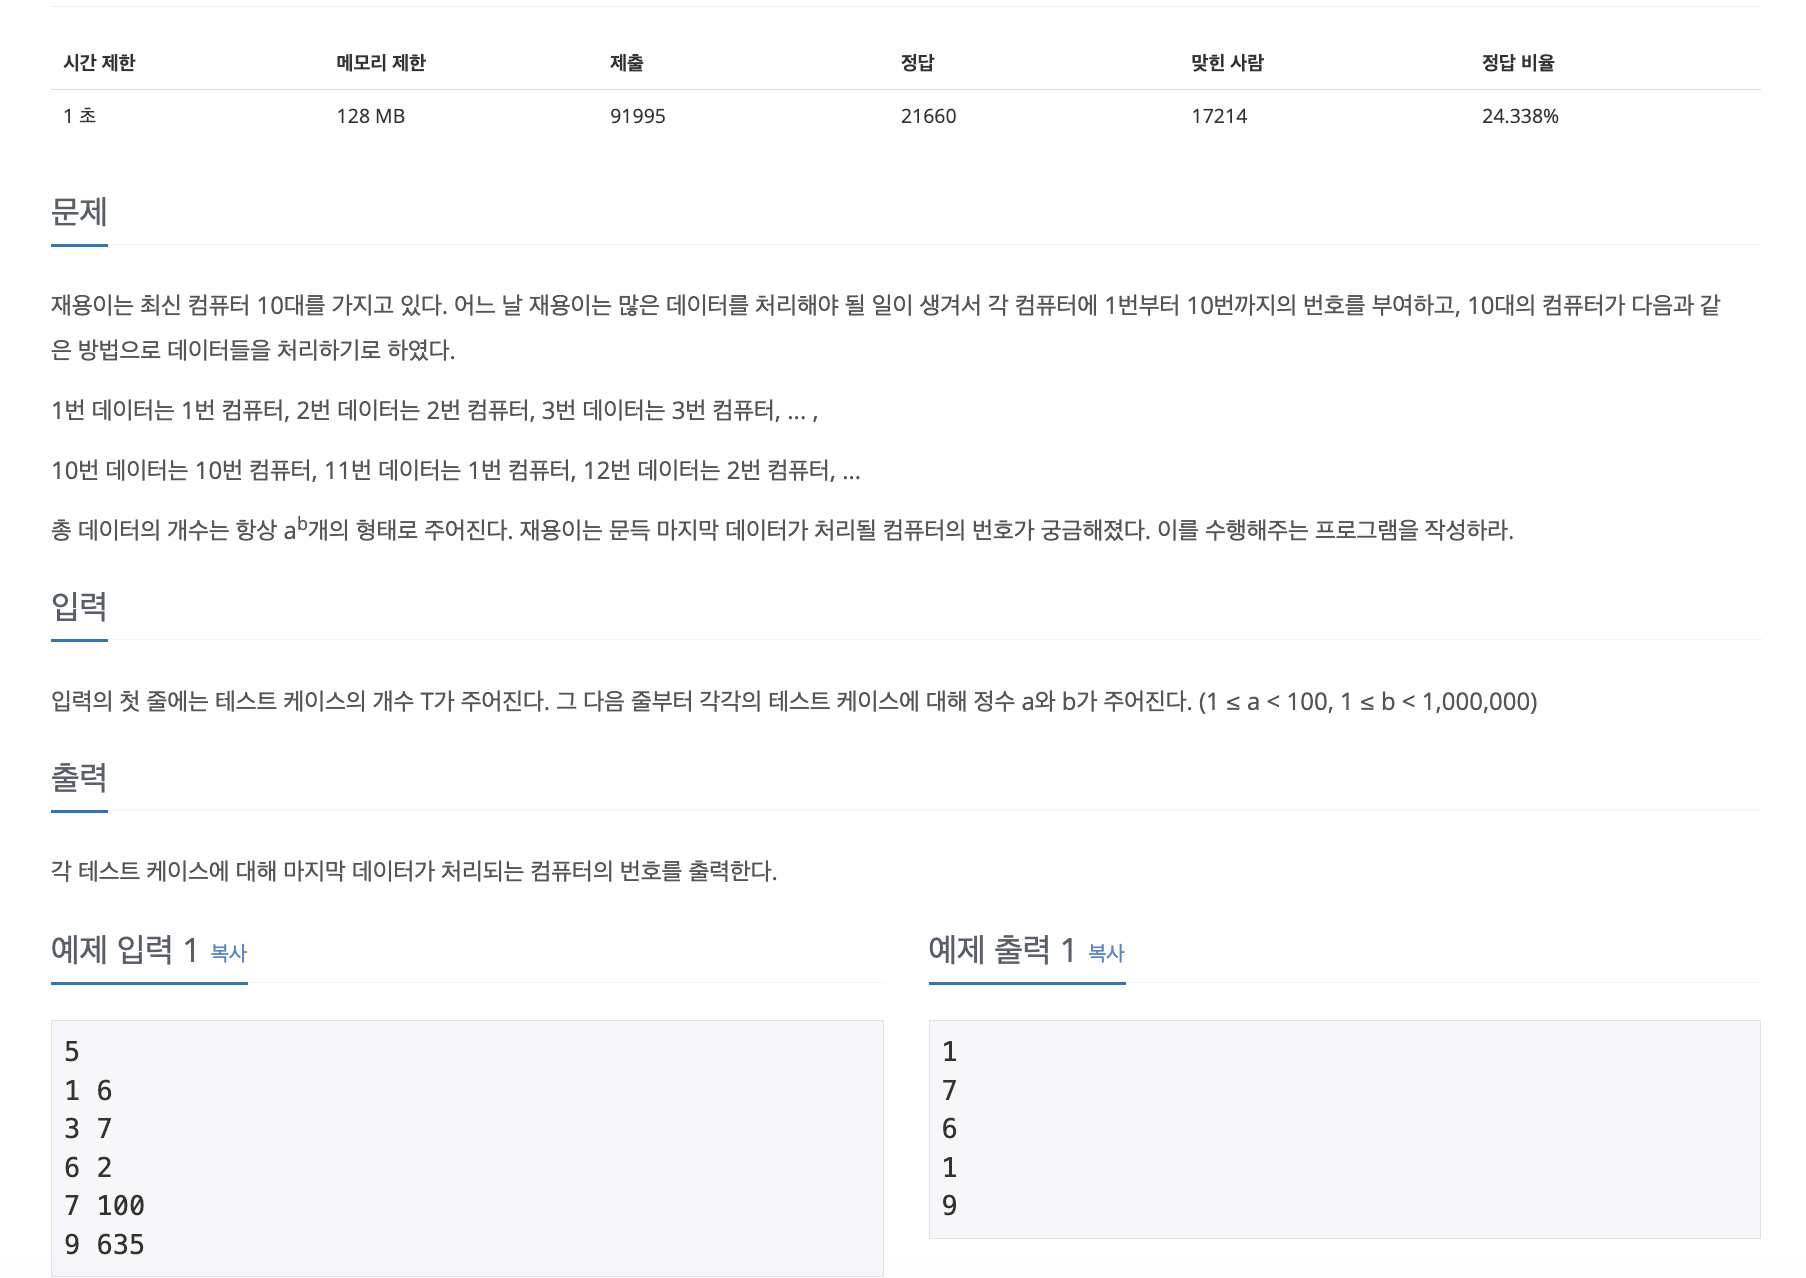 시간 제한 메모리 제한 제출 정답 맞힌 사람 정답 비율
1 초 128 MB 91995 21660 17214 24.338%
문제
재용이는 최신 컴퓨터 10대를 가지고 있다. 어느 날 재용이는 많은 데이터를 처리해야 될 일이 생겨서 각 컴퓨터에 1번부터 10번까지의 번호를 부여하고, 10대의 컴퓨터가 다음과 같
은 방법으로 데이터들을 처리하기로 하였다.
1번 데이터는 1번 컴퓨터, 2번 데이터는 2번 컴퓨터, 3번 데이터는 3번 컴퓨터, ... ,
10번 데이터는 10번 컴퓨터, 11번 데이터는 1번 컴퓨터, 12번 데이터는 2번 컴퓨터, ...
총 데이터의 개수는 항상 a^b개의 형태로 주어진다. 재용이는 문득 마지막 데이터가 처리될 컴퓨터의 번호가 궁금해졌다. 이를 수행해주는 프로그램을 작성하라.
입력
입력의 첫 줄에는 테스트 케이스의 개수 T가 주어진다. 그 다음 줄부터 각각의 테스트 케이스에 대해 정수 a와 b가 주어진다. (1 ≤ a < 100, 1 ≤ b < 1,000,000)
출력
각 테스트 케이스에 대해 마지막 데이터가 처리되는 컴퓨터의 번호를 출력한다.
예제 입력 1 복사
5
1 6
3 7
6 2
7 100
9 635
예제 출력 1 복사
1
7
6
1
9